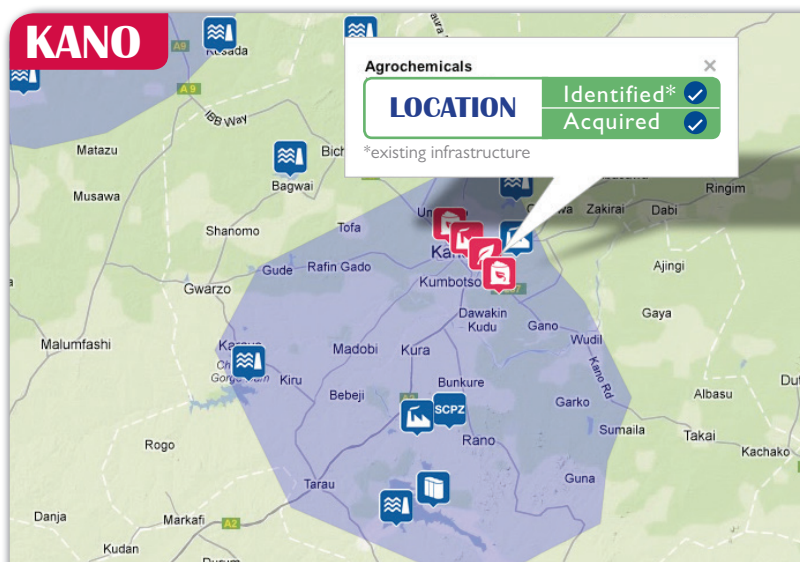 KANO
Agrochemicals
×
LOCATION
Identified*
Acquired
*existing infrastructure
A9
A 9
IBB Way
Matazu
Bagwai
Musawa
Ringim
Zakirai
Dabi
Shanomo
Tofa
Gude
Rafin Gado
Ajingi
Gwarzo
Kumbotso
Gaya
Dawakin
Kudu
Gano
Wudil
Malumfashi
Madobi
Kura
Kano Rd
Kiru
Bebeji
Bunkure
Albasu
Garko
SCPZ
Sumaila
Takai
Rogo
Rano
Kachako
Tarau
Guna
Danja
Markafi
A2
Kudan